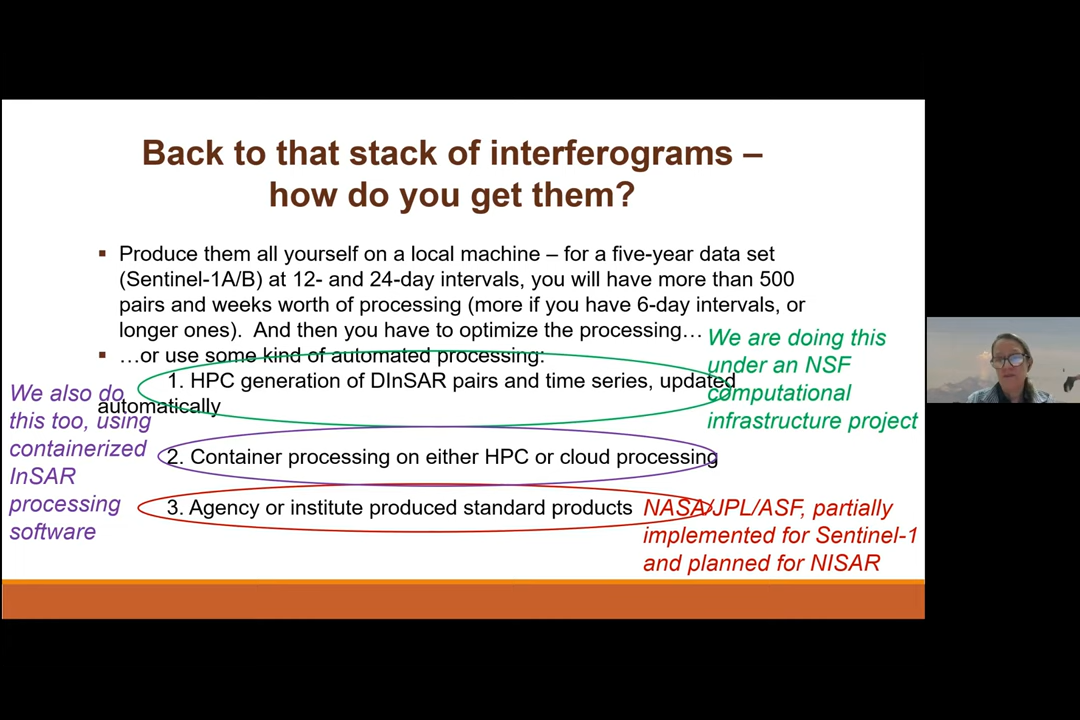 Back to that stack of interferograms –
how do you get them?
▪ Produce them all yourself on a local machine – for a five-year data set
(Sentinel-1A/B) at 12- and 24-day intervals, you will have more than 500
pairs and weeks worth of processing (more if you have 6-day intervals, or
longer ones). And then you have to optimize the processing…
▪ …or use some kind of automated processing:
1. HPC generation of DInSAR pairs and time series, updated
automatically
2. Container processing on either HPC or cloud processing
3. Agency or institute produced standard products
We are doing this
under an NSF
computational
infrastructure project
We also do
this too, using
containerized
InSAR
processing
software
NASA/JPL/ASF, partially
implemented for Sentinel-1
and planned for NISAR